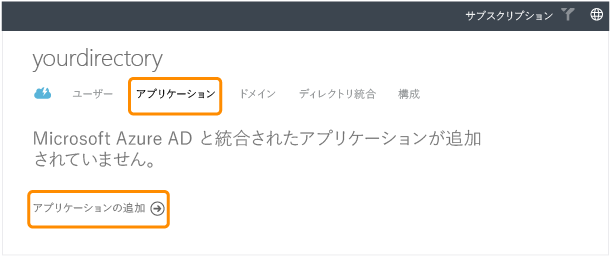 サブスクリプション
yourdirectory
ユーザー アプリケーション ドメイン ディレクトリ統合 構成
Microsoft Azure AD と統合されたアプリケーションが追加
されていません。
アプリケーションの追加